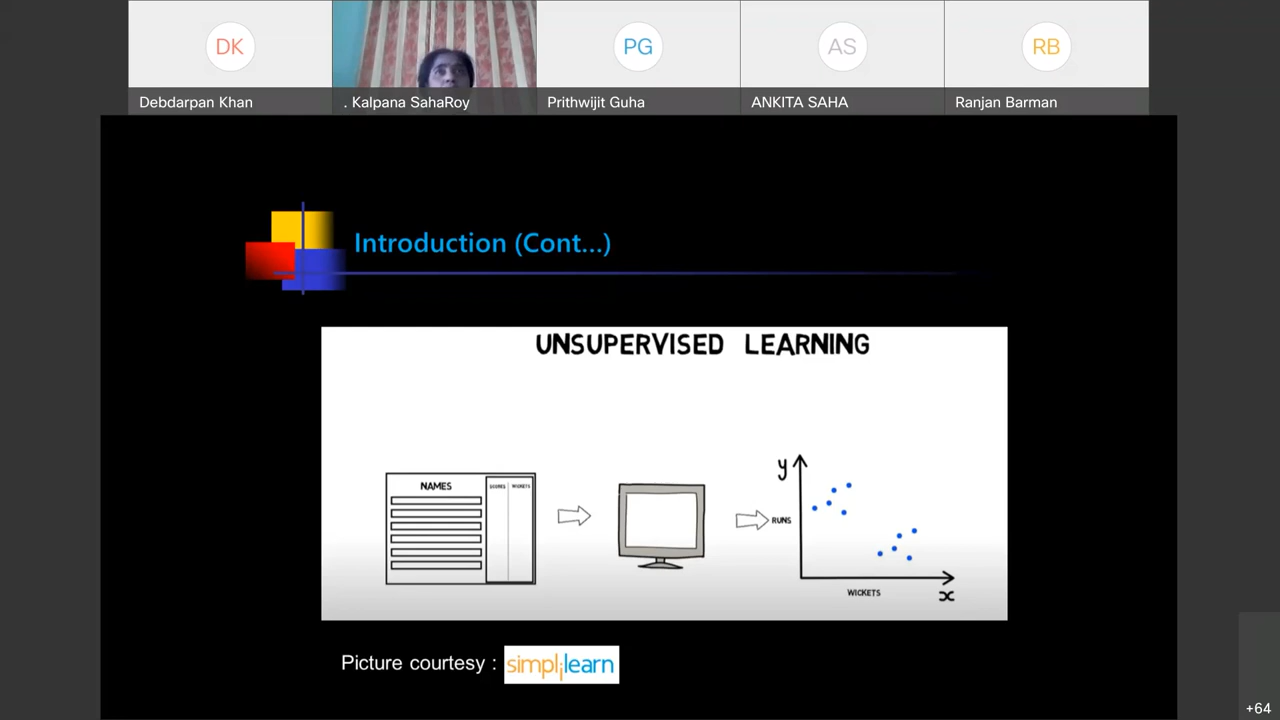 DK
PG
AS
RB
Debdarpan Khan
. Kalpana SahaRoy
Prithwijit Guha
ANKITA SAHA
Ranjan Barman
Introduction (Cont...)
UNSUPERVISED LEARNING
NAMES
SCORES
WICKETS
y
RUNS
WICKETS
x
Picture courtesy :
simplilearn
+64